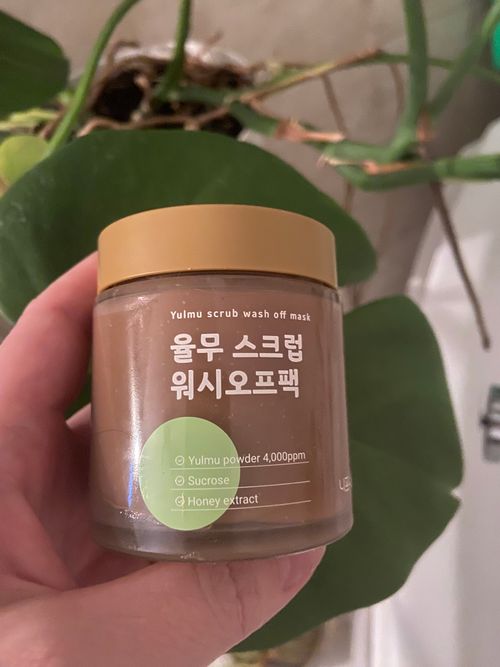 Yulmu scrub wash off mask
율무 스크럽
워시오프팩
Yulmu powder 4,000ppm
Sucrose
Honey extract